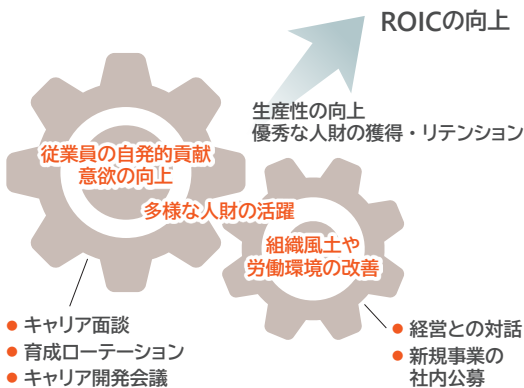 ROICの向上
生産性の向上
優秀な人財の獲得・リテンション
従業員の自発的貢献
意欲の向上
多様な人財の活躍
組織風土や
労働環境の改善
● キャリア面談
● 育成ローテーション
● キャリア開発会議
● 経営との対話
● 新規事業の
社内公募